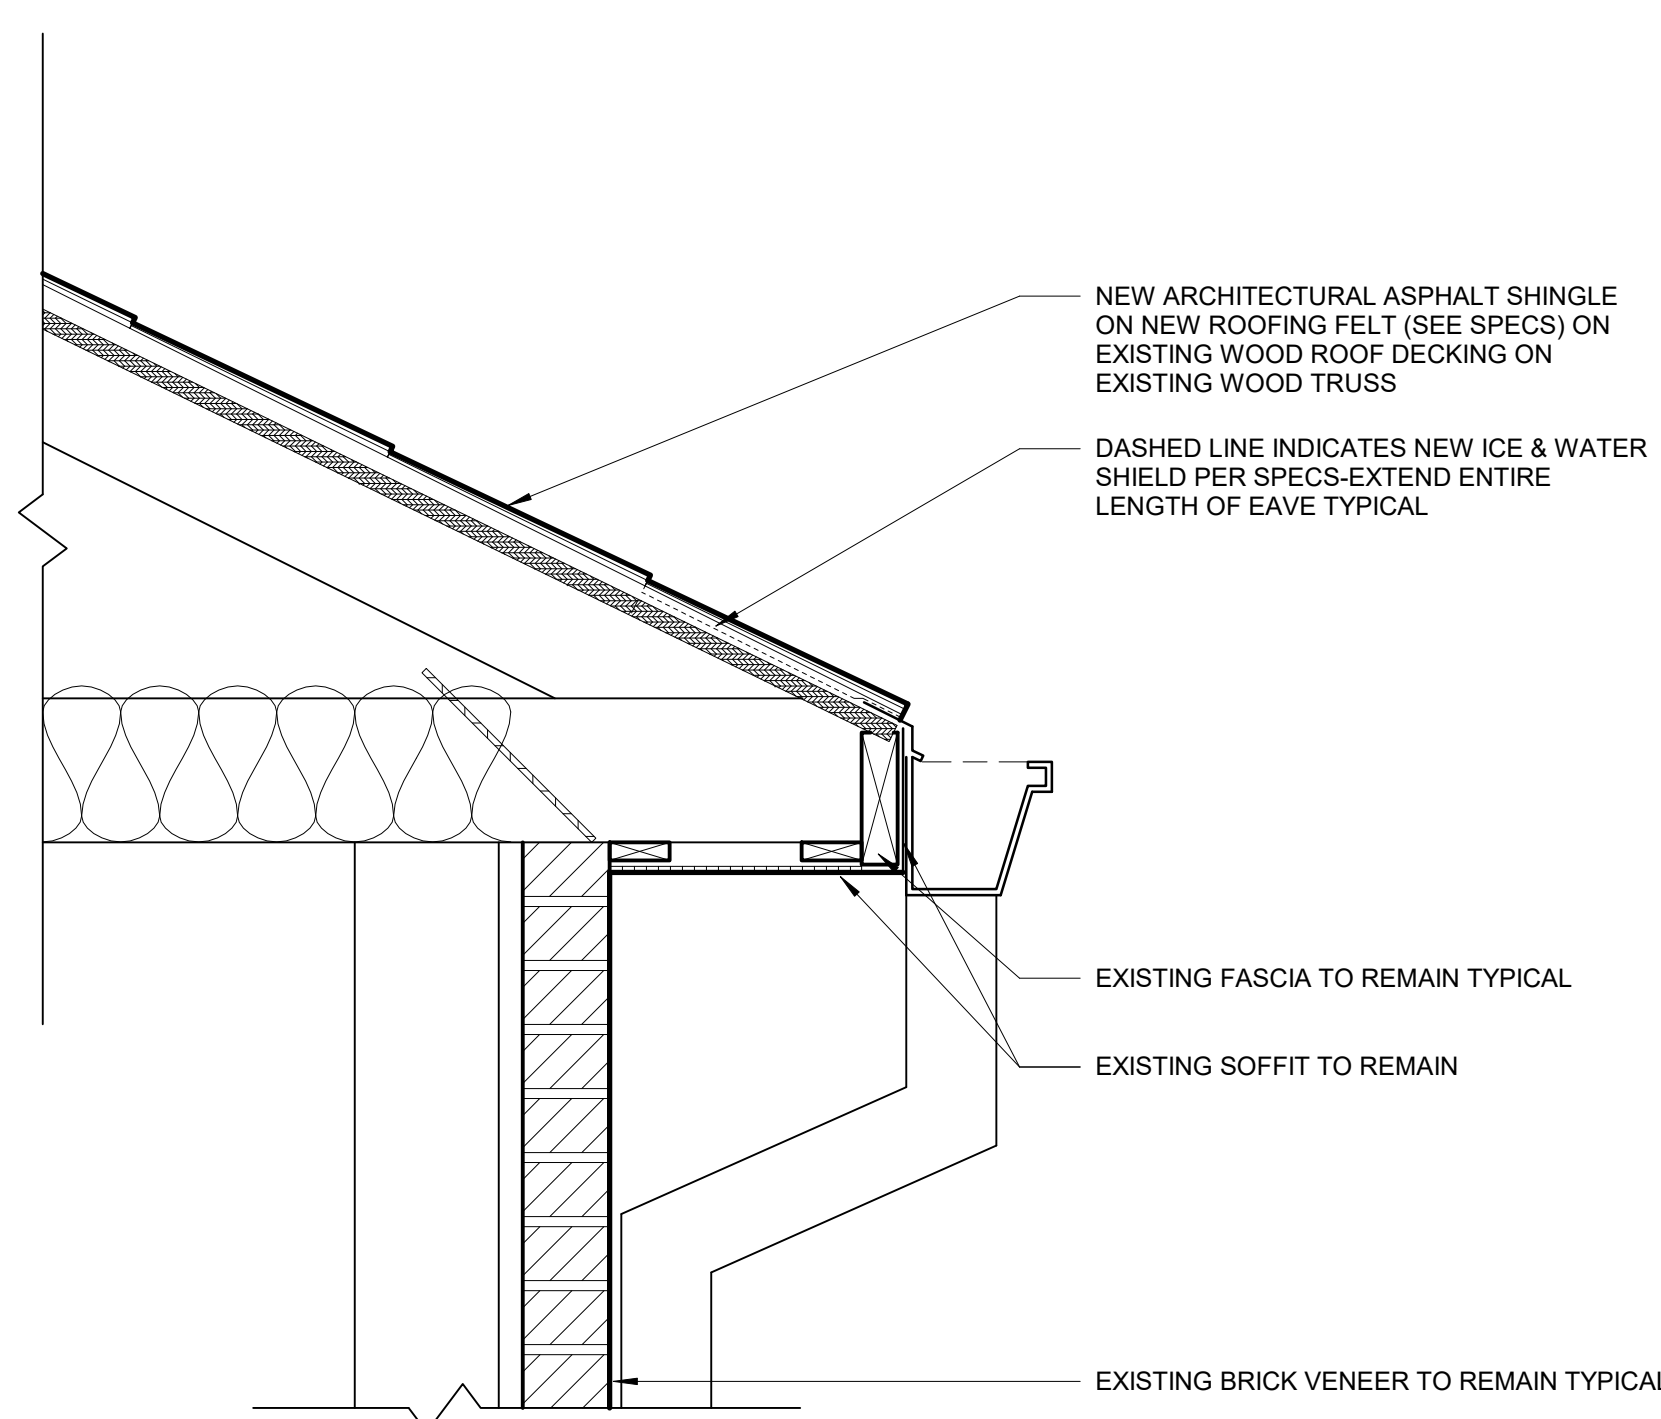 NEW ARCHITECTURAL ASPHALT SHINGLE
ON NEW ROOFING FELT (SEE SPECS) ON
EXISTING WOOD ROOF DECKING ON
EXISTING WOOD TRUSS
DASHED LINE INDICATES NEW ICE & WATER
SHIELD PER SPECS-EXTEND ENTIRE
LENGTH OF EAVE TYPICAL
EXISTING FASCIA TO REMAIN TYPICAL
EXISTING SOFFIT TO REMAIN
EXISTING BRICK VENEER TO REMAIN TYPICAL